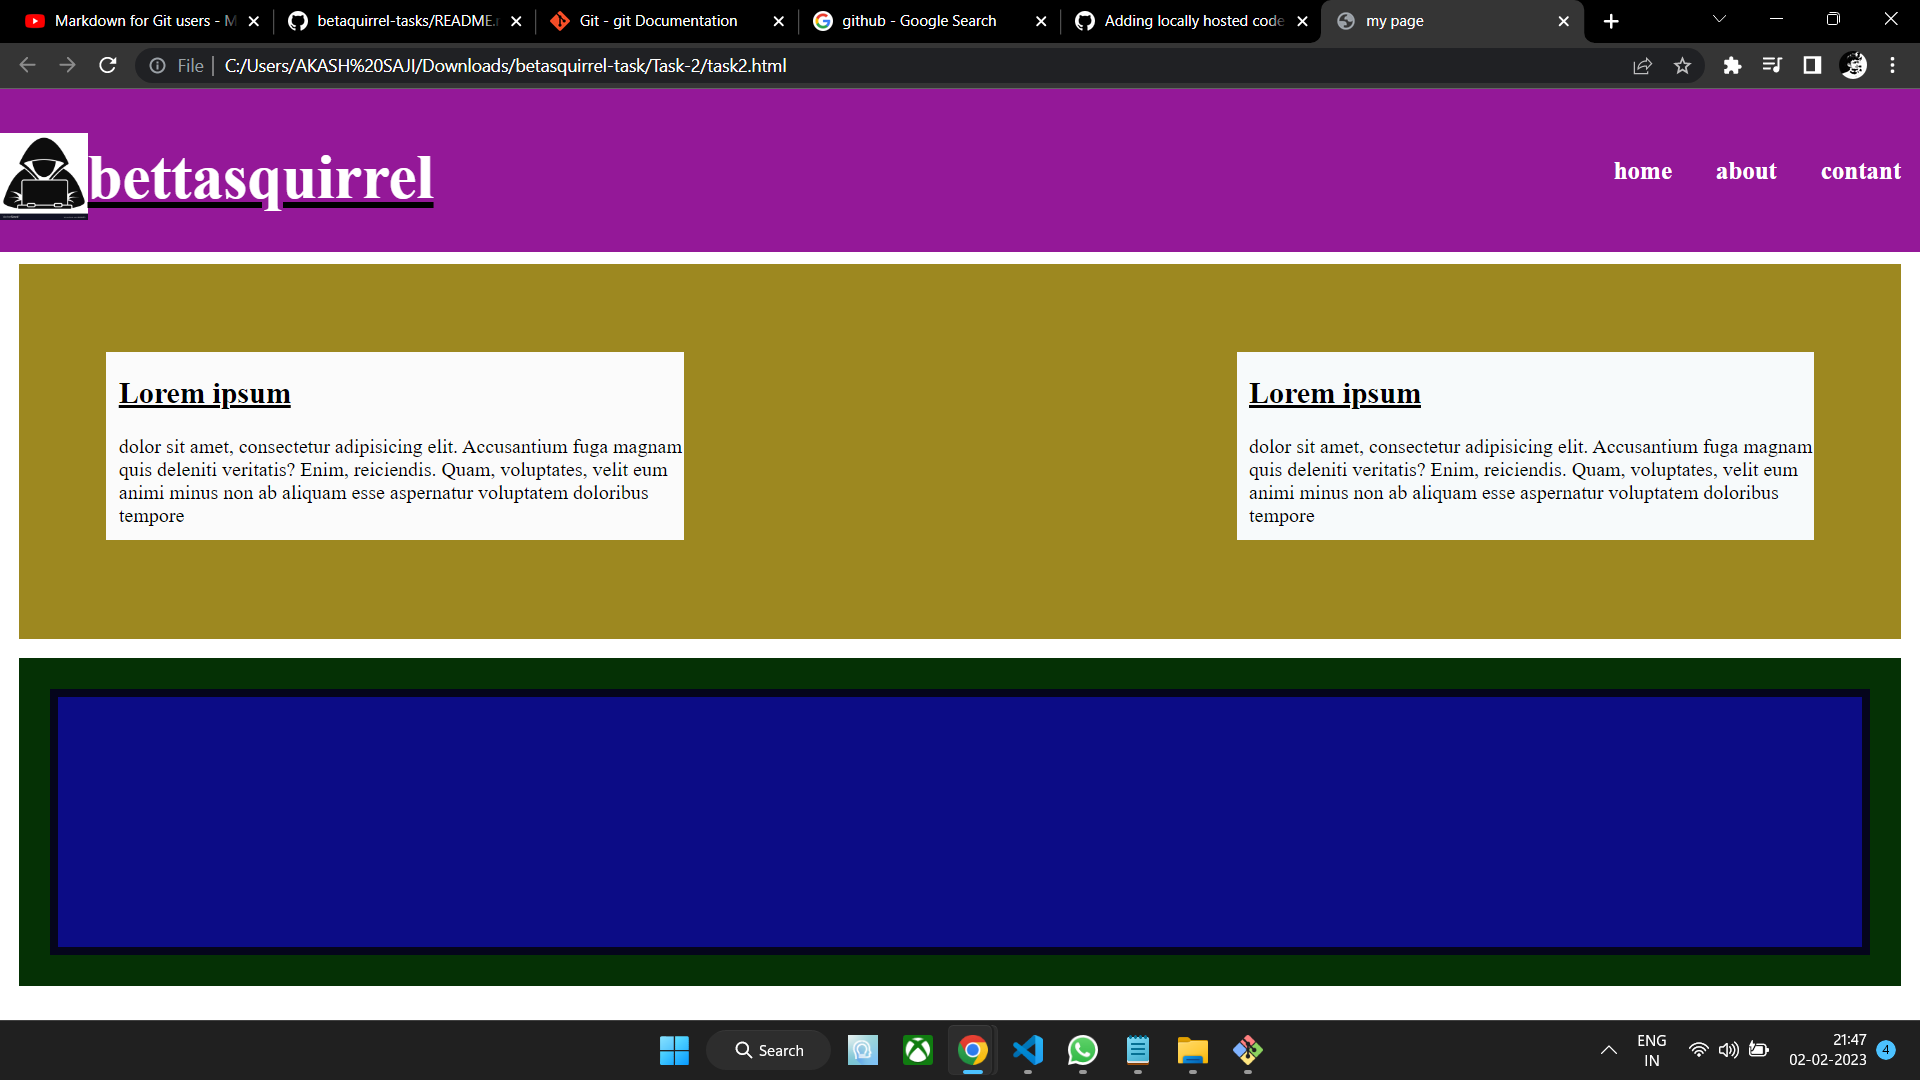 Markdown for Git users - M
betaquirrel-tasks/README.
Git - git Documentation
github - Google Search
Adding locally hosted code
my page
File
C:/Users/AKASH%20SAJI/Downloads/betasquirrel-task/Task-2/task2.html
bettasquirrel
home about contant
Lorem ipsum
dolor sit amet, consectetur adipisicing elit. Accusantium fuga magnam
quis deleniti veritatis? Enim, reiciendis. Quam, voluptates, velit eum
animi minus non ab aliquam esse aspernatur voluptatem doloribus
tempore
Lorem ipsum
dolor sit amet, consectetur adipisicing elit. Accusantium fuga magnam
quis deleniti veritatis? Enim, reiciendis. Quam, voluptates, velit eum
animi minus non ab aliquam esse aspernatur voluptatem doloribus
tempore
Search
ENG
IN
21:47
02-02-2023
4